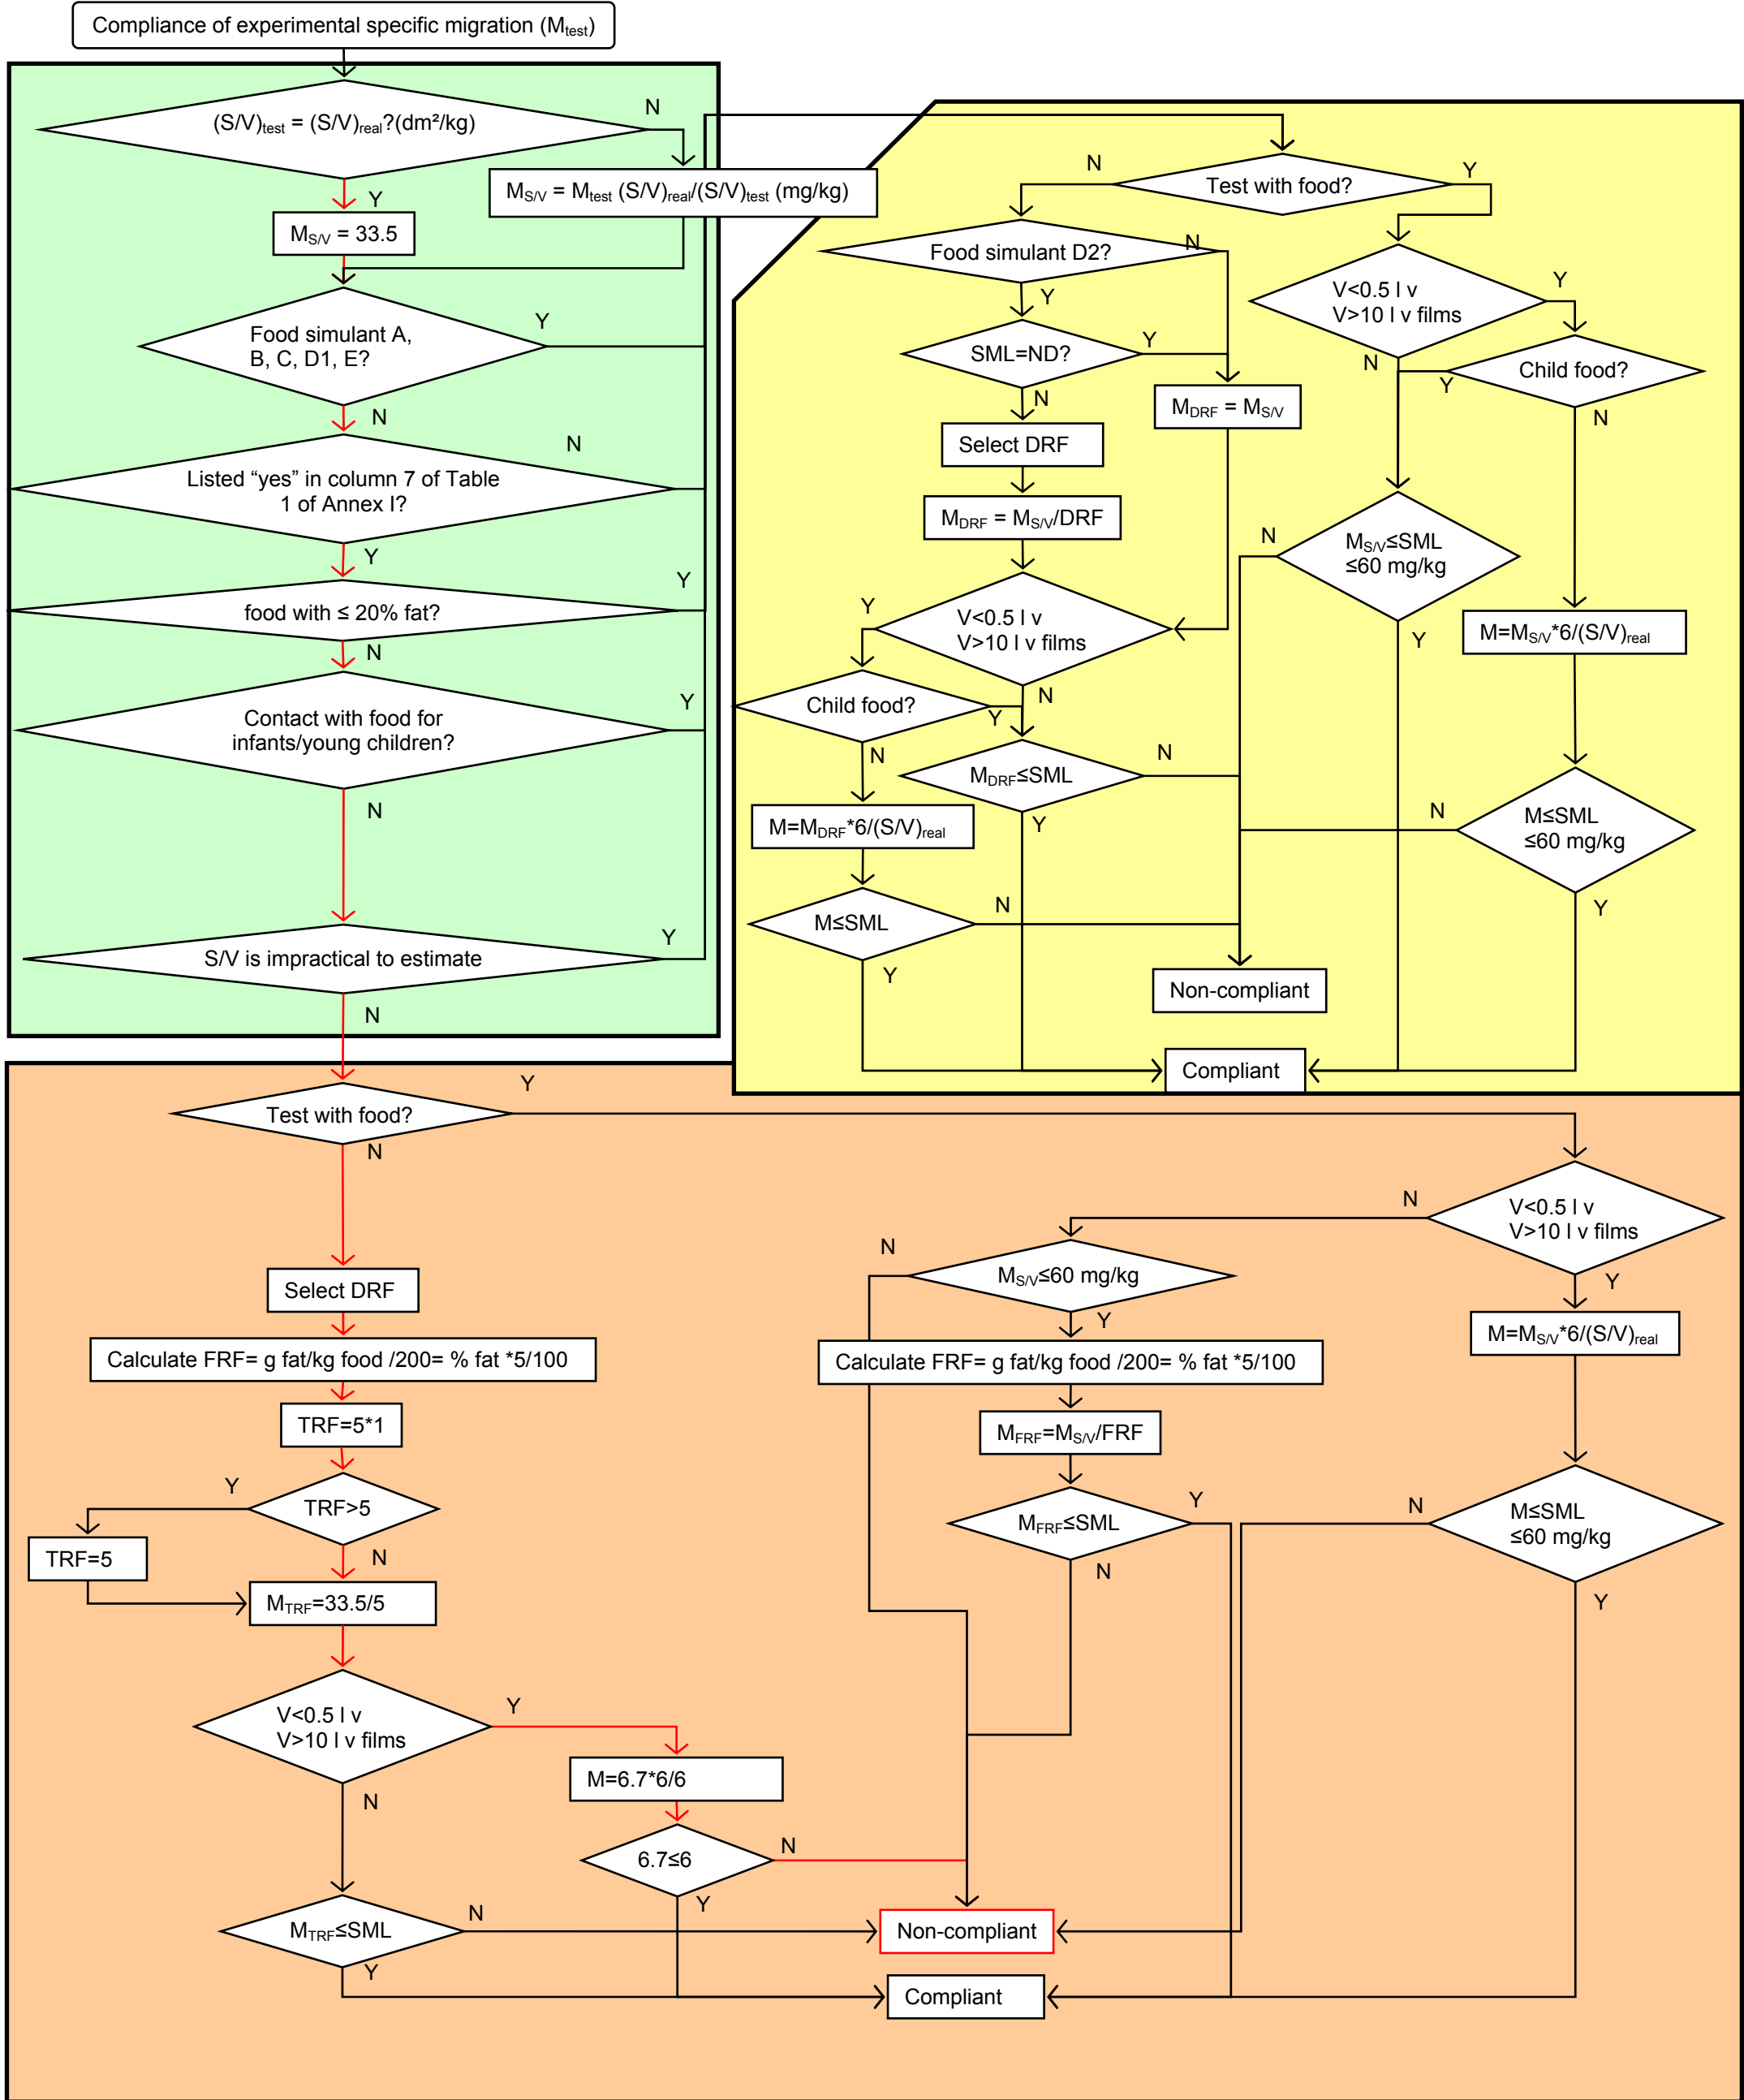 Compliance of experimental specific migration (Mtest)
(S/V)test = (S/V)real?(dm²/kg)
N
MS/V = Mtest (S/V)real/(S/V)test (mg/kg)
Y
MS/V = 33.5
Food simulant A,
B, C, D1, E?
Y
N
Listed “yes” in column 7 of Table
1 of Annex I?
N
Y
food with ≤ 20% fat?
Y
N
Contact with food for
infants/young children?
Y
N
S/V is impractical to estimate
Y
N
Test with food?
N
Y
Food simulant D2?
N
Y
SML=ND?
Y
N
MDRF = MS/V
Select DRF
MDRF = MS/V/DRF
V<0.5 l v
V>10 l v films
Y
N
Child food?
Y
N
MDRF≤SML
N
Y
M=MDRF*6/(S/V)real
M≤SML
N
Y
V<0.5 l v
V>10 l v films
Y
N
Child food?
Y
N
MS/V≤SML
≤60 mg/kg
N
Y
M=MS/V*6/(S/V)real
M≤SML
≤60 mg/kg
N
Y
Non-compliant
Compliant
Test with food?
Y
N
Select DRF
Calculate FRF= g fat/kg food /200= % fat *5/100
TRF=5*1
TRF>5
Y
N
TRF=5
MTRF=33.5/5
V<0.5 l v
V>10 l v films
Y
N
M=6.7*6/6
6.7≤6
N
Y
MTRF≤SML
N
Y
V<0.5 l v
V>10 l v films
N
Y
MS/V≤60 mg/kg
N
Y
Calculate FRF= g fat/kg food /200= % fat *5/100
MFRF=MS/V/FRF
MFRF≤SML
Y
N
M=MS/V*6/(S/V)real
M≤SML
≤60 mg/kg
N
Y
Non-compliant
Compliant